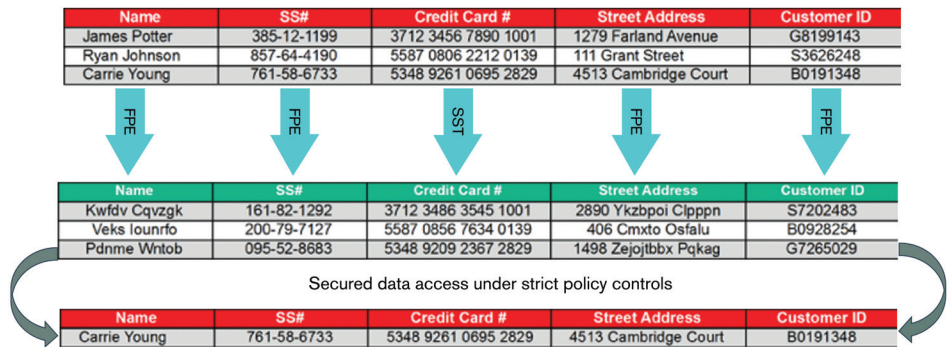 Name SS# Credit Card # Street Address Customer ID
James Potter 385-12-1199 3712 3456 7890 1001 1279 Farland Avenue G8199143
Ryan Johnson 857-64-4190 5587 0806 2212 0139 111 Grant Street S3626248
Carrie Young 761-58-6733 5348 9261 0695 2829 4513 Cambridge Court B0191348
FPE FPE SST FPE FPE
Name SS# Credit Card # Street Address Customer ID
Kwfdv Cqvzgk 161-82-1292 3712 3486 3545 1001 2890 Ykzbpoi Clpppn S7202483
Veks Iounrfo 200-79-7127 5587 0856 7634 0139 406 Cmxto Osfalu B0928254
Pdnme Wntob 095-52-8683 5348 9209 2367 2829 1498 Zejojtbbx Pqkag G7265029
Secured data access under strict policy controls
Name SS# Credit Card # Street Address Customer ID
Carrie Young 761-58-6733 5348 9261 0695 2829 4513 Cambridge Court B0191348